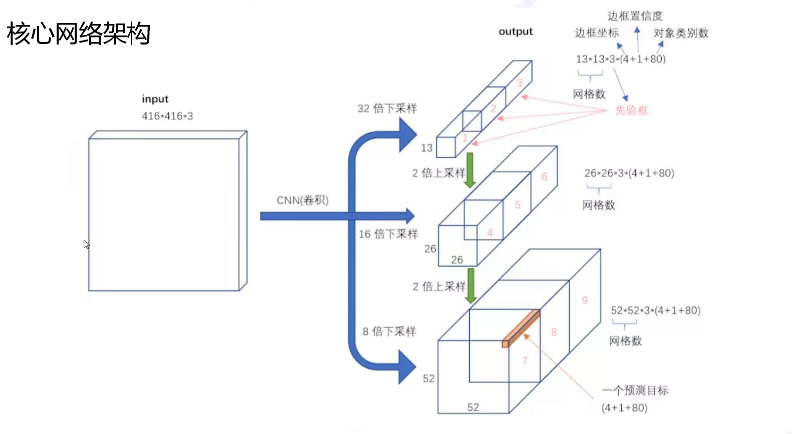 核心网络架构
input
416*416*3
CNN(卷积)
32 倍下采样
16 倍下采样
8 倍下采样
output
13
1
2
3
2 倍上采样
26
26
4
5
6
2 倍上采样
52
52
7
8
9
边框置信度
边框坐标
对象类别数
13*13*3*(4+1+80)
网格数
先验框
26*26*3*(4+1+80)
网格数
52*52*3*(4+1+80)
网格数
一个预测目标
(4+1+80)